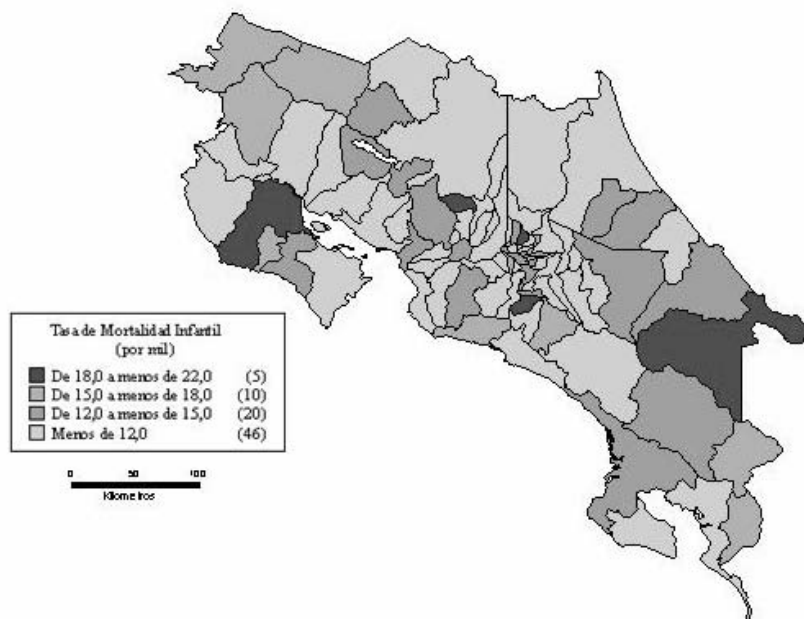 Tasa de Mortalidad Infantil
(por mil)
De 18,0 a menos de 22,0 (5)
De 15,0 a menos de 18,0 (10)
De 12,0 a menos de 15,0 (20)
Menos de 12,0 (46)
0 50 100
Kilometros